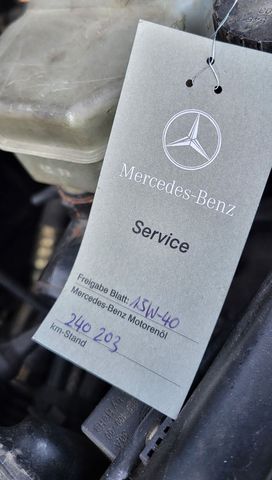 Mercedes-Benz
Service
Freigabe Blatt: 15W-40
Mercedes-Benz Motorenöl
240 203
km-Stand